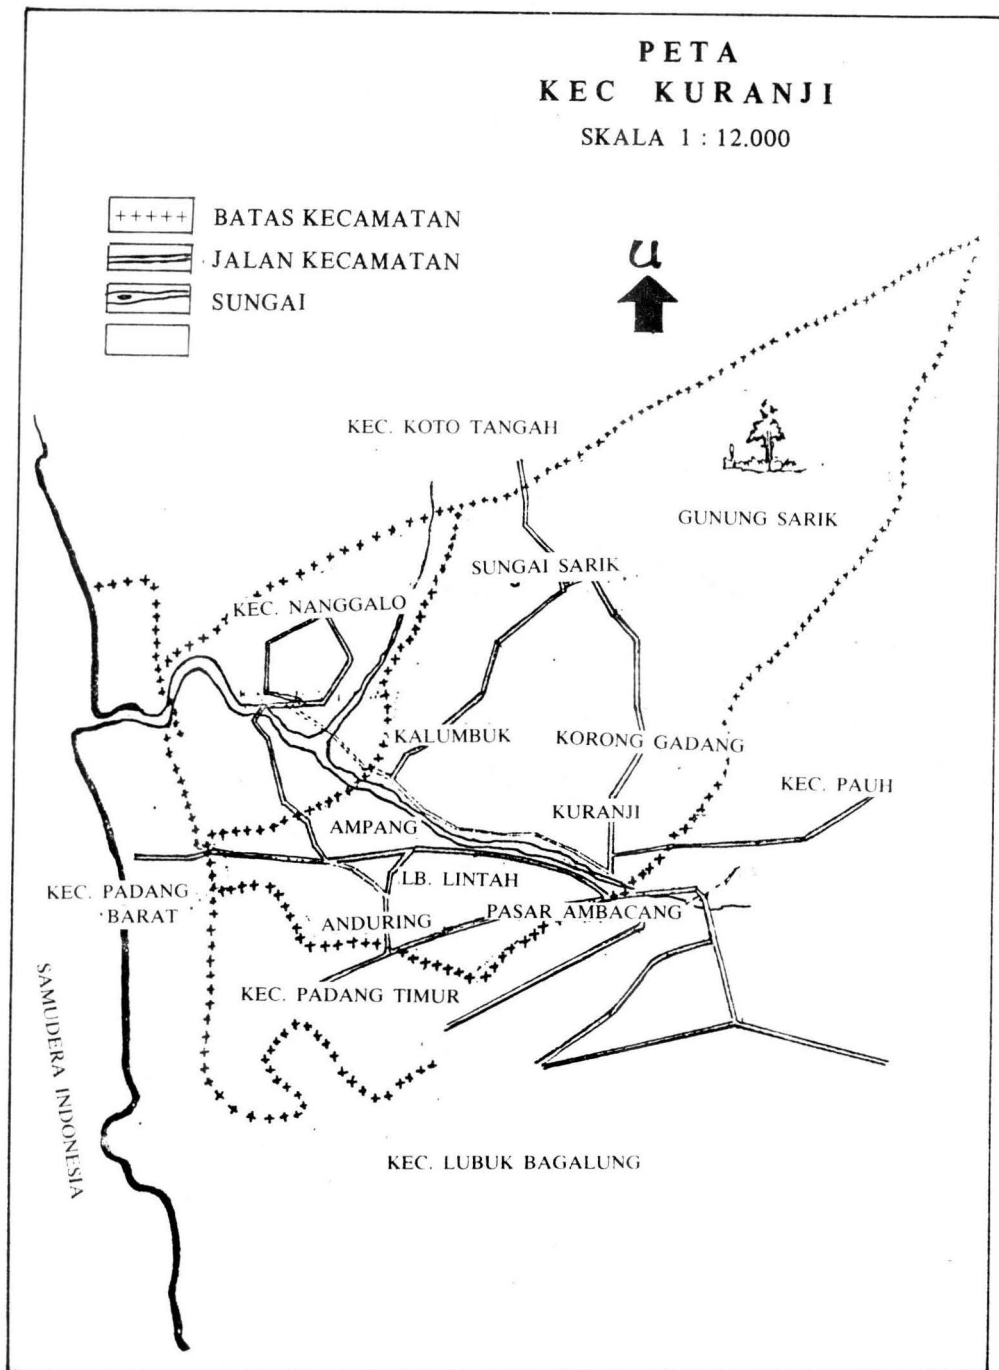 PETA
KEC KURANJI
SKALA 1 : 12.000
BATAS KECAMATAN
JALAN KECAMATAN
SUNGAI
U
KEC. KOTO TANGAH
GUNUNG SARIK
SUNGAI SARIK
KEC. NANGGALO
KALUMBUK
KORONG GADANG
KEC. PAUH
KURANJI
AMPANG
LB. LINTAH
KEC. PADANG
BARAT
ANDURING
PASAR AMBACANG
KEC. PADANG TIMUR
SAMUDERA INDONESIA
KEC. LUBUK BAGALUNG